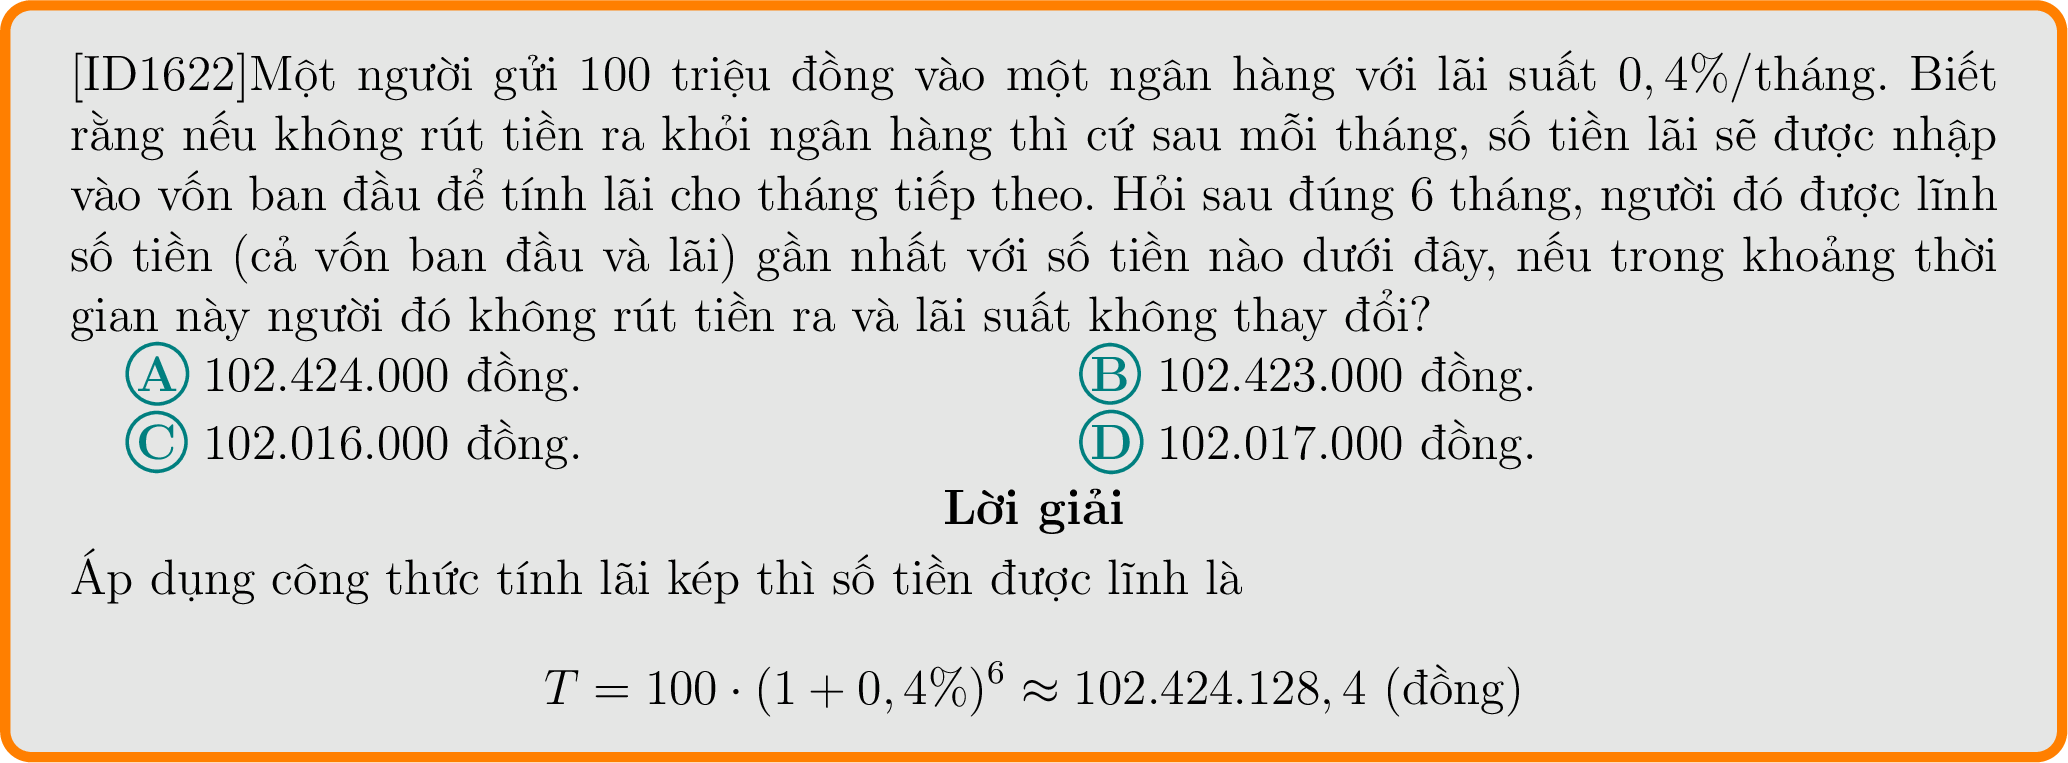 [ID1622]Một người gửi 100 triệu đồng vào một ngân hàng với lãi suất 0, 4%/tháng. Biết
rằng nếu không rút tiền ra khỏi ngân hàng thì cứ sau mỗi tháng, số tiền lãi sẽ được nhập
vào vốn ban đầu để tính lãi cho tháng tiếp theo. Hỏi sau đúng 6 tháng, người đó được lĩnh
số tiền (cả vốn ban đầu và lãi) gần nhất với số tiền nào dưới đây, nếu trong khoảng thời
gian này người đó không rút tiền ra và lãi suất không thay đổi?
A 102.424.000 đồng. B 102.423.000 đồng.
C 102.016.000 đồng. D 102.017.000 đồng.
Lời giải
Áp dụng công thức tính lãi kép thì số tiền được lĩnh là
T = 100 · (1 + 0, 4%)⁶ ≈ 102.424.128, 4 (đồng)